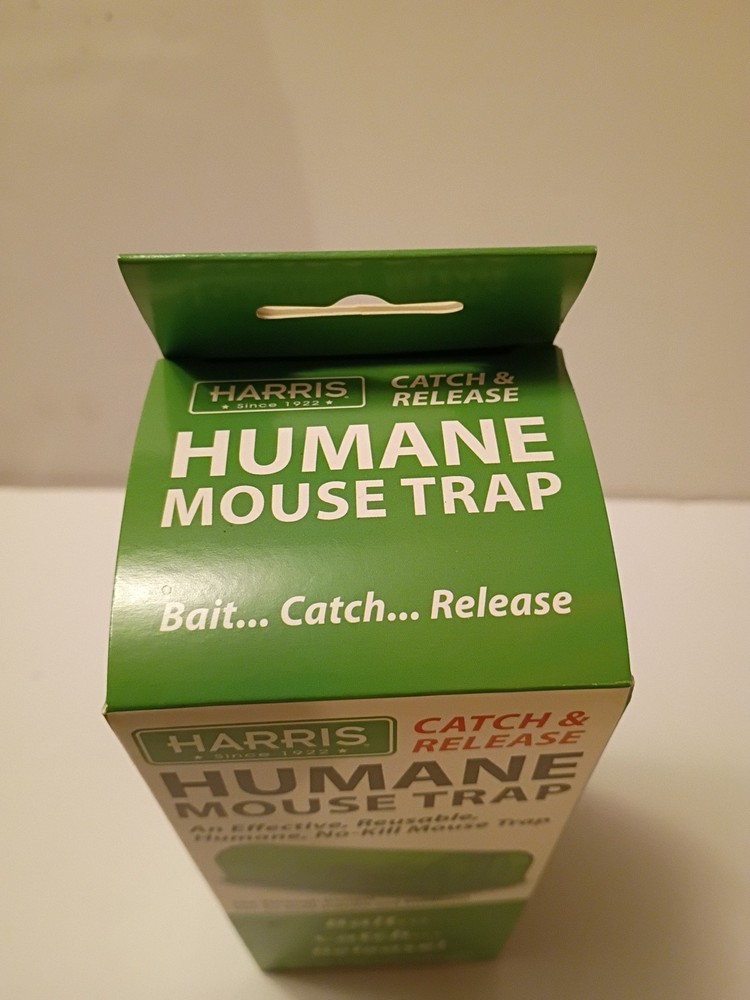 HARRIS
★ Since 1922 ★
CATCH &
RELEASE
HUMANE
MOUSE TRAP
Bait... Catch... Release
HARRIS
★ Since 1922 ★
CATCH &
RELEASE
HUMANE
MOUSE TRAP
An Effective, Reusable,
Humane, No-Kill Mouse Trap